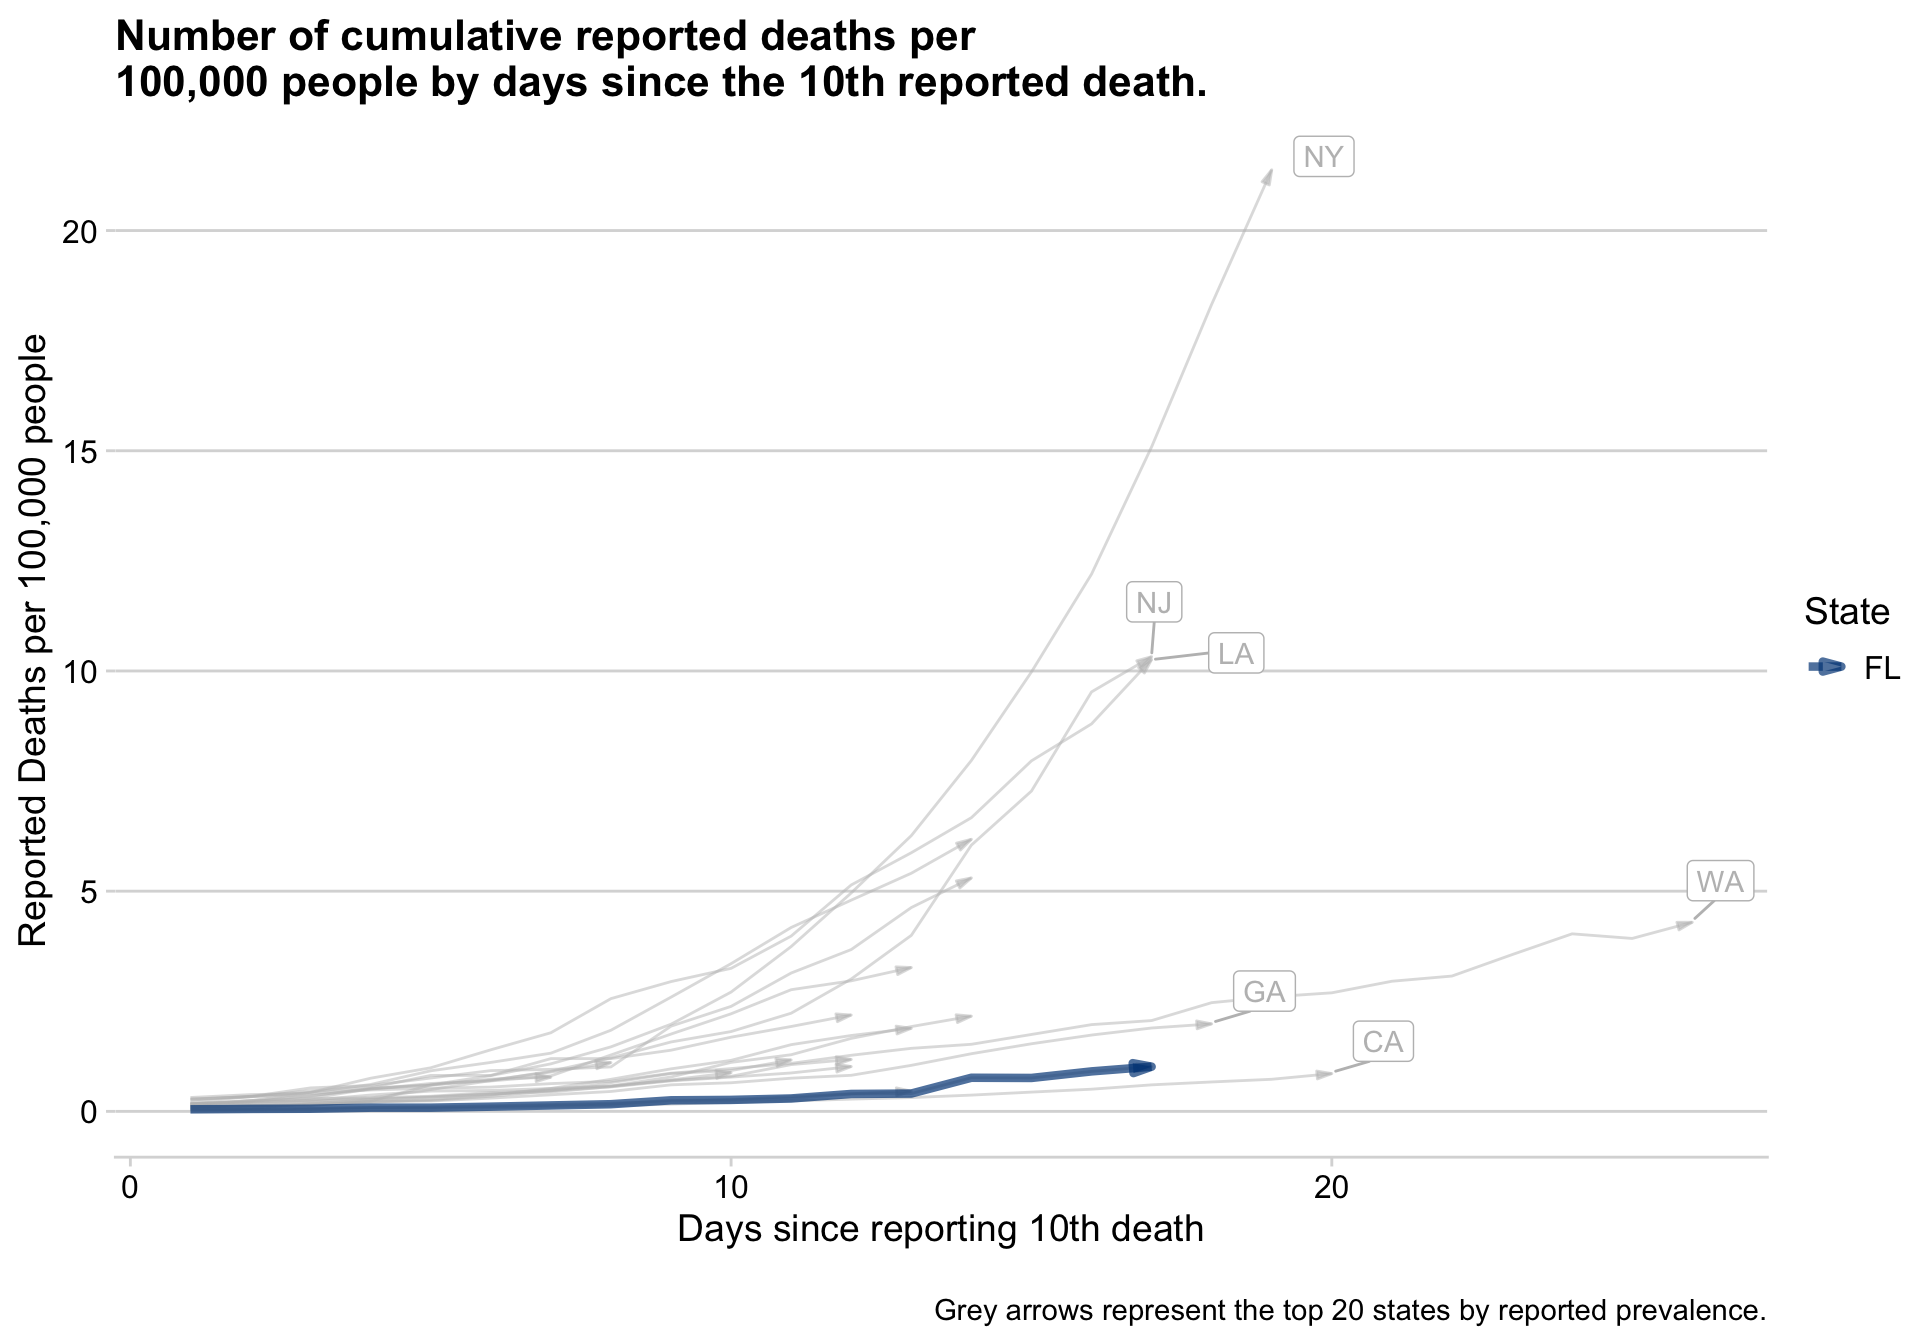 Number of cumulative reported deaths per
100,000 people by days since the 10th reported death.
NY
20
15
NJ
LA
10
WA
5
GA
CA
0
0 10 20
Reported Deaths per 100,000 people
Days since reporting 10th death
State
FL
Grey arrows represent the top 20 states by reported prevalence.